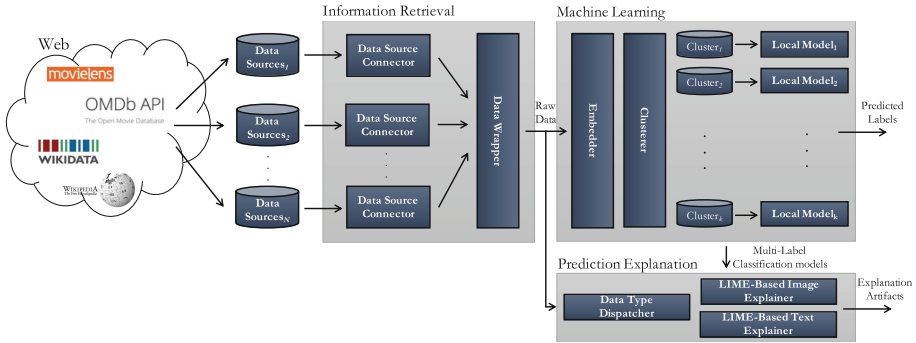 Information Retrieval
Machine Learning
Web
movielens
OMDb API
The Open Movie Database
WIKIDATA
WIKIPEDIA
The Free Encyclopedia
Data
Sources1
Data
Sources2
Data
SourcesN
Data Source
Connector
Data Source
Connector
Data Source
Connector
Data Wrapper
Raw
Data
Embedder
Clusterer
Cluster1
Local Model1
Cluster2
Local Model2
Clusterk
Local Modelk
Predicted
Labels
Multi-Label
Classification models
Prediction Explanation
Data Type
Dispatcher
LIME-Based Image
Explainer
LIME-Based Text
Explainer
Explanation
Artifacts